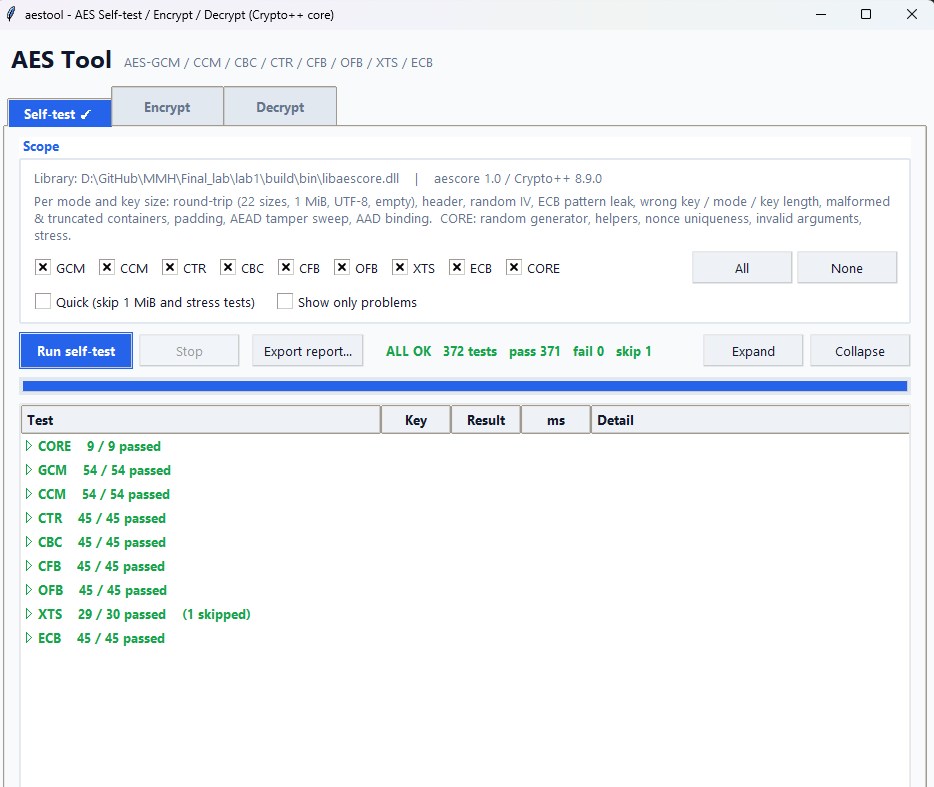 aestool - AES Self-test / Encrypt / Decrypt (Crypto++ core)
AES Tool AES-GCM / CCM / CBC / CTR / CFB / OFB / XTS / ECB
Self-test ✓ Encrypt Decrypt
Scope
Library: D:\GitHub\MMH\Final_lab\lab1\build\bin\libaescore.dll | aescore 1.0 / Crypto++ 8.9.0
Per mode and key size: round-trip (22 sizes, 1 MiB, UTF-8, empty), header, random IV, ECB pattern leak, wrong key / mode / key length, malformed
& truncated containers, padding, AEAD tamper sweep, AAD binding. CORE: random generator, helpers, nonce uniqueness, invalid arguments,
stress.
GCM CCM CTR CBC CFB OFB XTS ECB CORE All None
Quick (skip 1 MiB and stress tests) Show only problems
Run self-test Stop Export report... ALL OK 372 tests pass 371 fail 0 skip 1 Expand Collapse
Test Key Result ms Detail
CORE 9 / 9 passed
GCM 54 / 54 passed
CCM 54 / 54 passed
CTR 45 / 45 passed
CBC 45 / 45 passed
CFB 45 / 45 passed
OFB 45 / 45 passed
XTS 29 / 30 passed (1 skipped)
ECB 45 / 45 passed